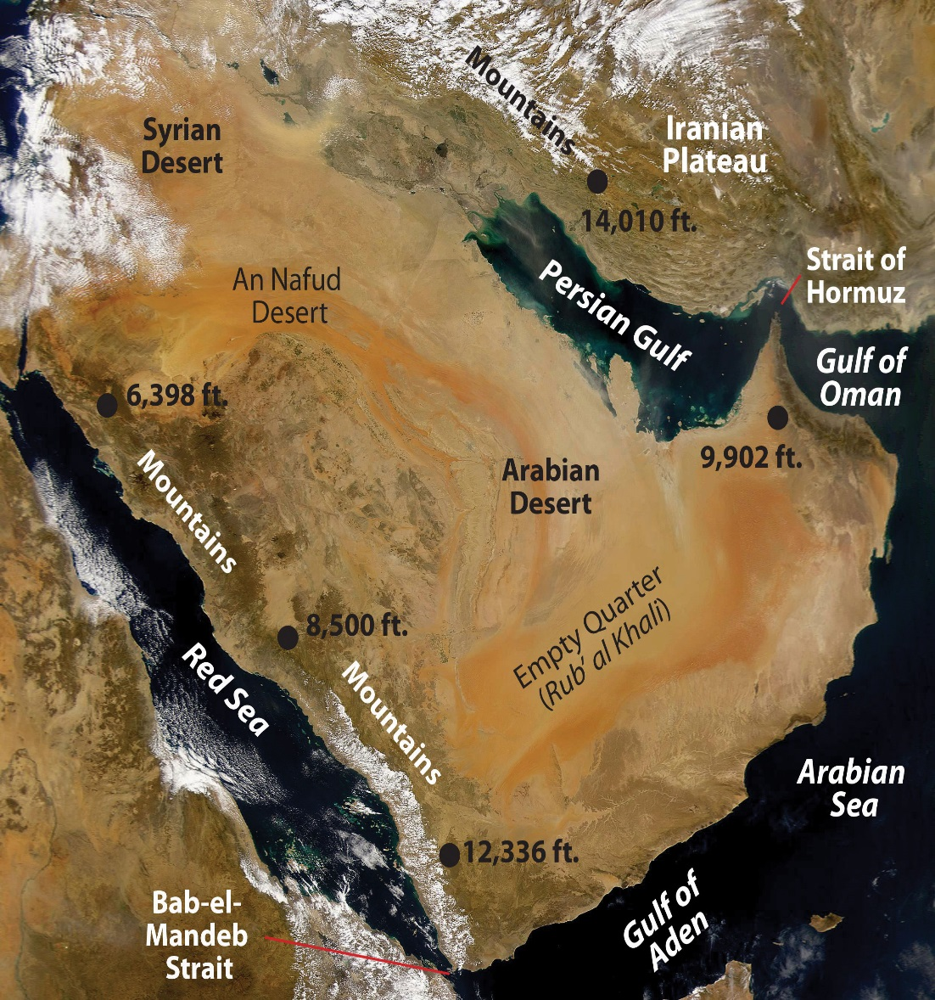 Mountains
Syrian
Desert
Iranian
Plateau
14,010 ft.
Strait of
Hormuz
An Nafud
Desert
Persian Gulf
Gulf of
Oman
6,398 ft.
9,902 ft.
Mountains
Arabian
Desert
Empty Quarter
(Rub' al Khali)
8,500 ft.
Red Sea
Mountains
Arabian
Sea
12,336 ft.
Bab-el-
Mandeb
Strait
Gulf of
Aden